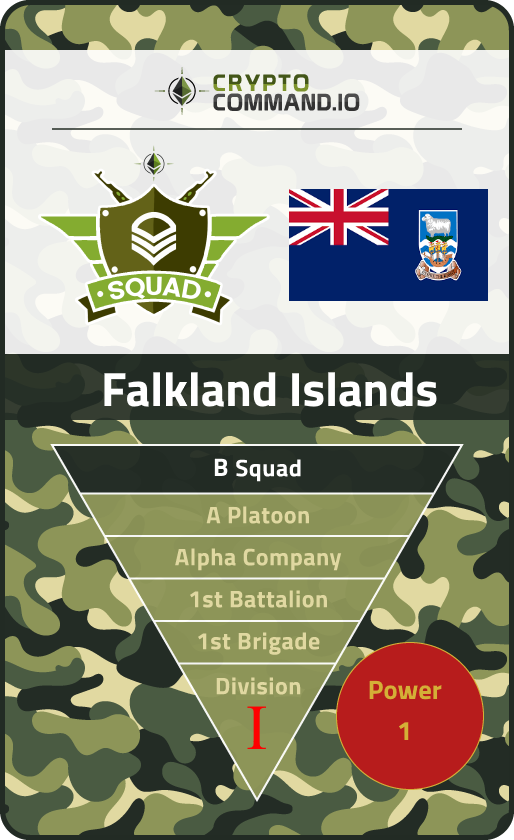 CRYPTO
COMMAND.IO
SQUAD
Falkland Islands
B Squad
A Platoon
Alpha Company
1st Battalion
1st Brigade
Division
I
Power
1